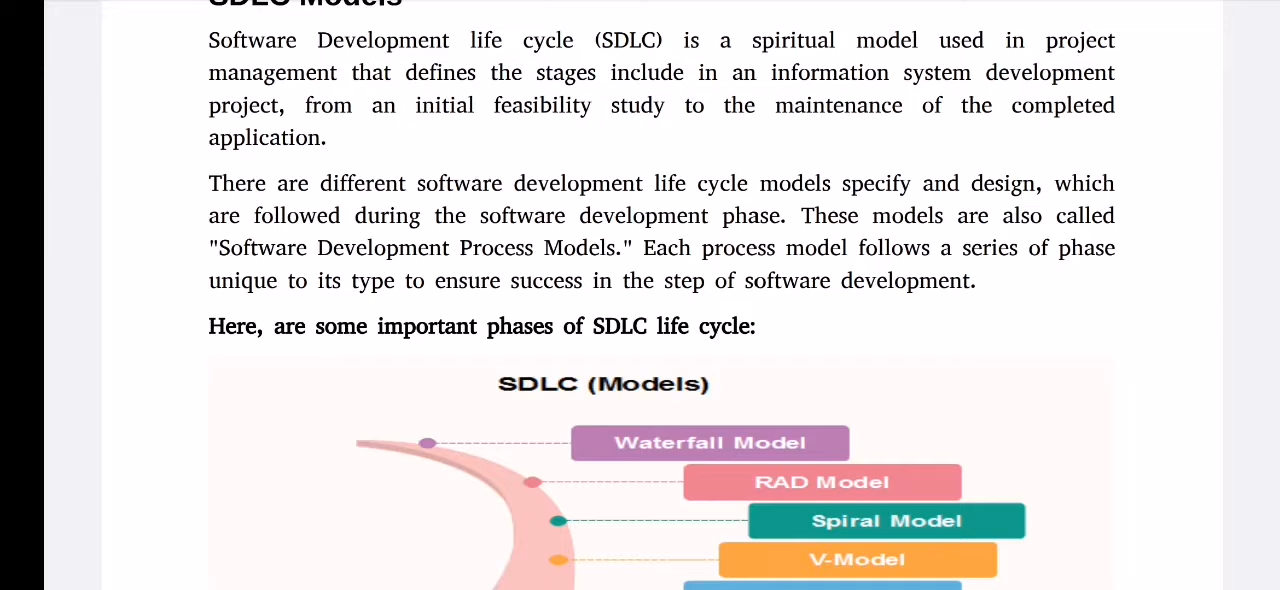 SDLC Models
Software Development life cycle (SDLC) is a spiritual model used in project
management that defines the stages include in an information system development
project, from an initial feasibility study to the maintenance of the completed
application.
There are different software development life cycle models specify and design, which
are followed during the software development phase. These models are also called
"Software Development Process Models." Each process model follows a series of phase
unique to its type to ensure success in the step of software development.
Here, are some important phases of SDLC life cycle:
SDLC (Models)
Waterfall Model
RAD Model
Spiral Model
V-Model